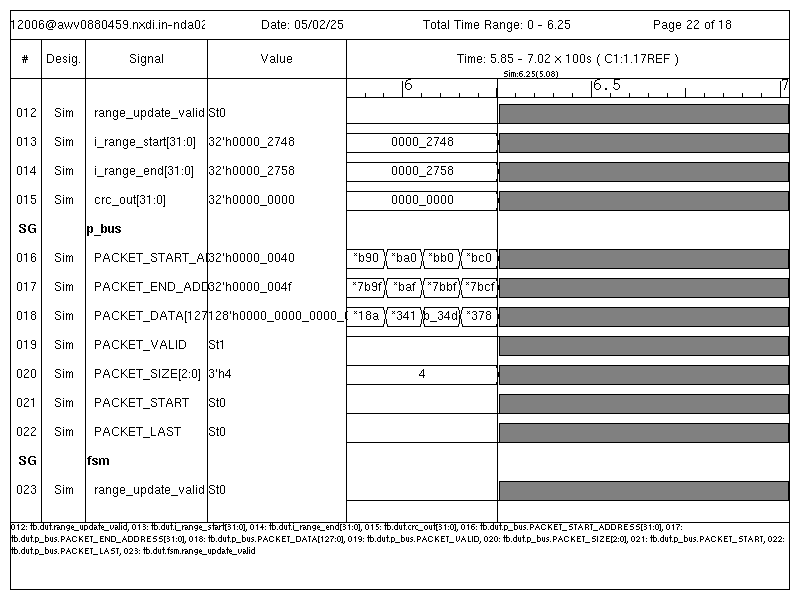 12006@awv0880459.nxdi.in-nda02 Date: 05/02/25 Total Time Range: 0 - 6.25 Page 22 of 18
# Desig. Signal Value Time: 5.85 - 7.02 x 100s ( C1:1.17REF )
Sim:6.25(5.08)
6 6.5 7
012 Sim range_update_valid St0
013 Sim i_range_start[31:0] 32'h0000_2748 0000_2748
014 Sim i_range_end[31:0] 32'h0000_2758 0000_2758
015 Sim crc_out[31:0] 32'h0000_0000 0000_0000
SG p_bus
016 Sim PACKET_START_A 32'h0000_0040 *b90 *ba0 *bb0 *bc0
017 Sim PACKET_END_ADD 32'h0000_004f *7b9f *baf *7bbf *7bcf
018 Sim PACKET_DATA[127 128'h0000_0000_0000_ *18a *341 b_34d *378
019 Sim PACKET_VALID St1
020 Sim PACKET_SIZE[2:0] 3'h4 4
021 Sim PACKET_START St0
022 Sim PACKET_LAST St0
SG fsm
023 Sim range_update_valid St0
012: tb.dut.range_update_valid, 013: tb.dut.i_range_start[31:0], 014: tb.dut.i_range_end[31:0], 015: tb.dut.crc_out[31:0], 016: tb.dut.p_bus.PACKET_START_ADDRESS[31:0], 017:
tb.dut.p_bus.PACKET_END_ADDRESS[31:0], 018: tb.dut.p_bus.PACKET_DATA[127:0], 019: tb.dut.p_bus.PACKET_VALID, 020: tb.dut.p_bus.PACKET_SIZE[2:0], 021: tb.dut.p_bus.PACKET_START, 022:
tb.dut.p_bus.PACKET_LAST, 023: tb.dut.fsm.range_update_valid